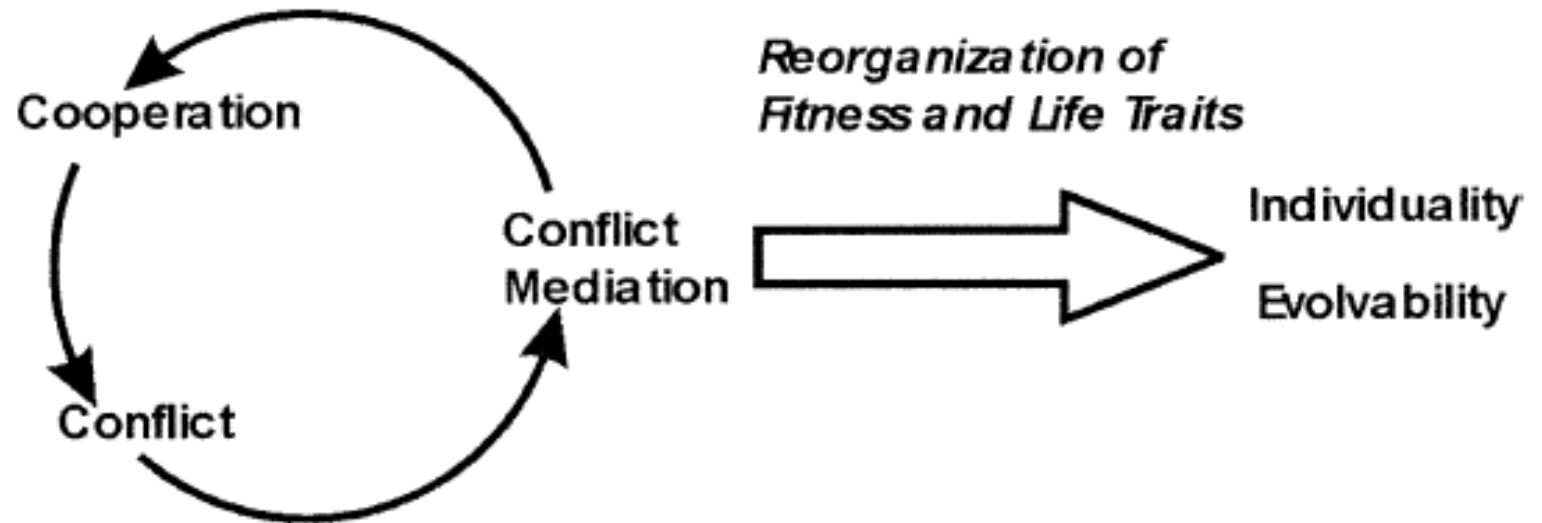 Reorganization of
Fitness and Life Traits
Cooperation
Individuality
Conflict
Mediation
Evolvability
Conflict